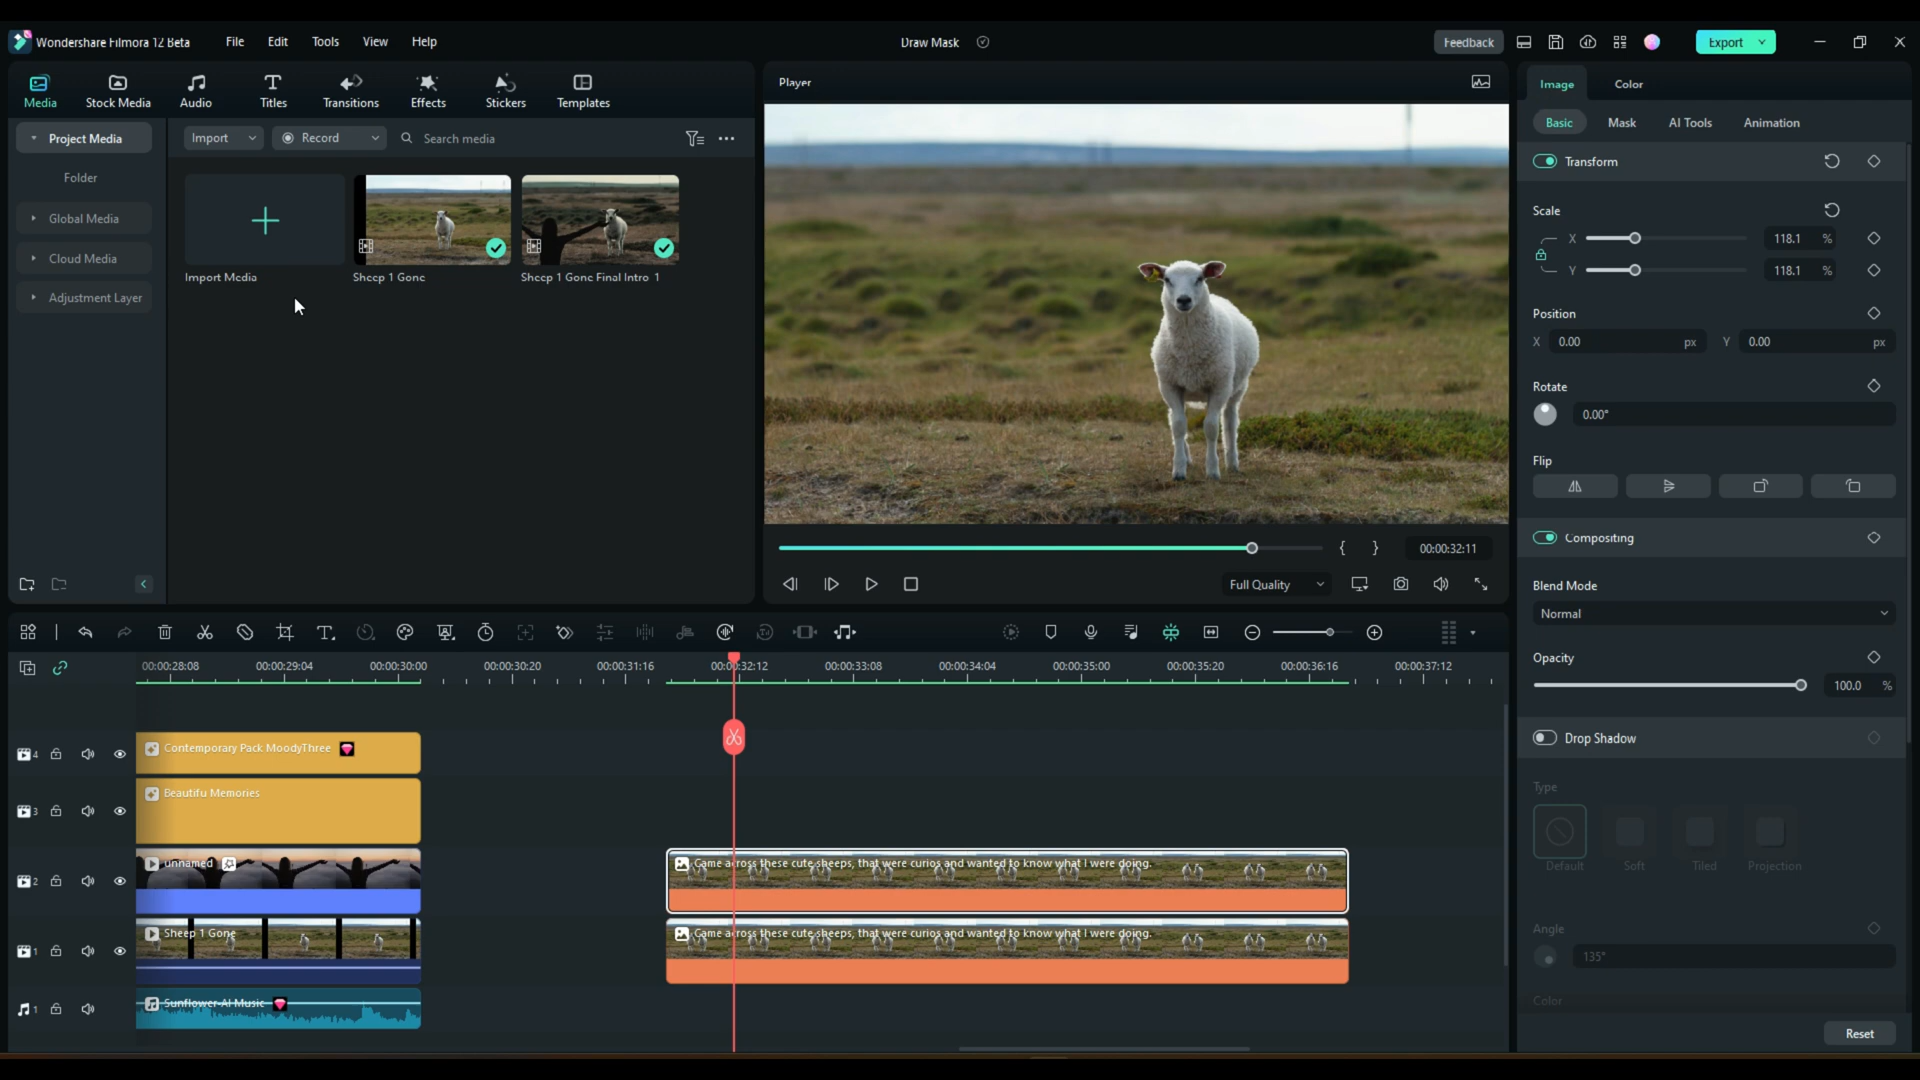 Wondershare Filmora 12 Beta
File
Edit
Tools
View
Help
Draw Mask
Feedback
Export
Media
Stock Media
Audio
Titles
Transitions
Effects
Stickers
Templates
Project Media
Folder
Global Media
Cloud Media
Adjustment Layer
Import
Record
Search media
Import Media
Sheep 1 Gone
Sheep 1 Gone Final Intro 1
Player
00:00:32:11
Full Quality
Image
Color
Basic
Mask
AI Tools
Animation
Transform
Scale
X
118.1
%
Y
118.1
%
Position
X
0.00
px
Y
0.00
px
Rotate
0.00°
Flip
Compositing
Blend Mode
Normal
Opacity
100.0
%
Drop Shadow
Type
Default
Soft
Tiled
Projection
Angle
135°
Color
Reset
00:00:28:08
00:00:29:04
00:00:30:00
00:00:30:20
00:00:31:16
00:00:32:12
00:00:33:08
00:00:34:04
00:00:35:00
00:00:35:20
00:00:36:16
00:00:37:12
4
Contemporary Pack MoodyThree
3
Beautifu Memories
2
unnamed
Came across these cute sheeps, that were curios and wanted to know what I were doing.
1
Sheep 1 Gone
Came across these cute sheeps, that were curios and wanted to know what I were doing.
1
Sunflower-AI Music